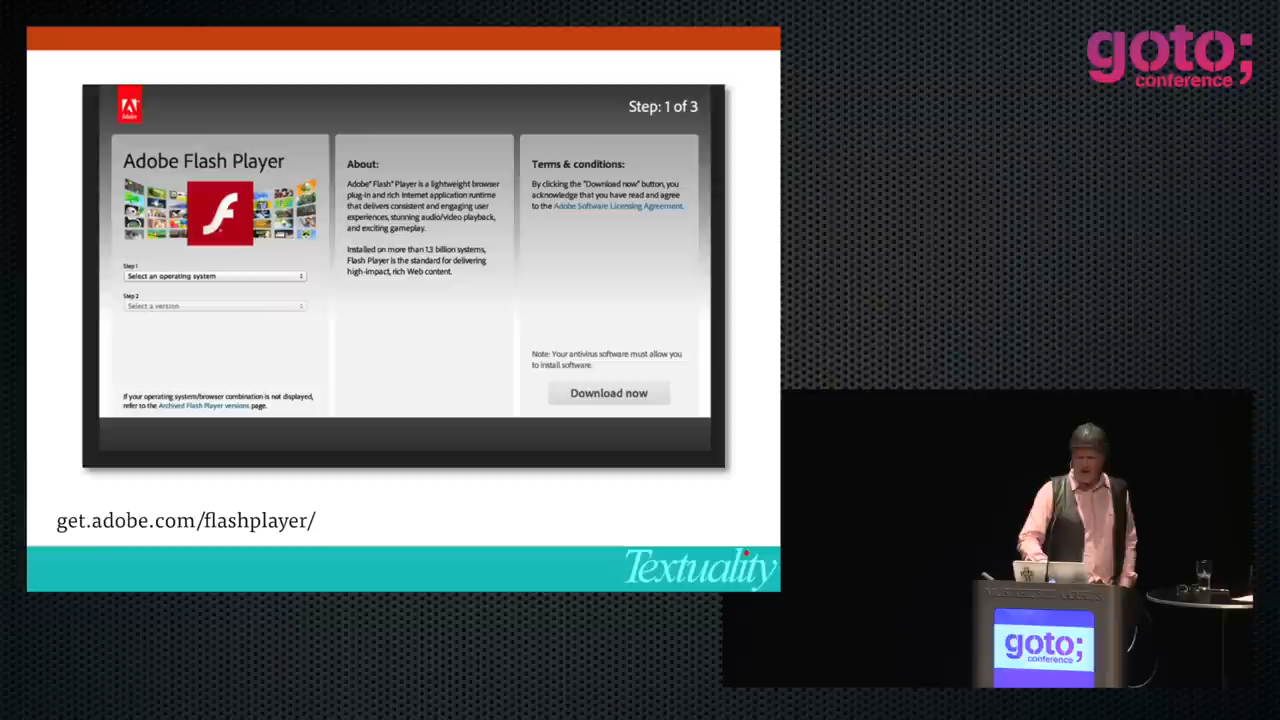 goto;
conference
Adobe
Step: 1 of 3
Adobe Flash Player
Step 1
Select an operating system
Step 2
Select a version
If your operating system/browser combination is not displayed,
refer to the Archived Flash Player versions page.
About:
Adobe® Flash® Player is a lightweight browser
plug-in and rich Internet application runtime
that delivers consistent and engaging user
experiences, stunning audio/video playback,
and exciting gameplay.
Installed on more than 1.3 billion systems,
Flash Player is the standard for delivering
high-impact, rich Web content.
Terms & conditions:
By clicking the "Download now" button, you
acknowledge that you have read and agree
to the Adobe Software Licensing Agreement.
Note: Your antivirus software must allow you
to install software.
Download now
get.adobe.com/flashplayer/
Textuality
goto;
conference